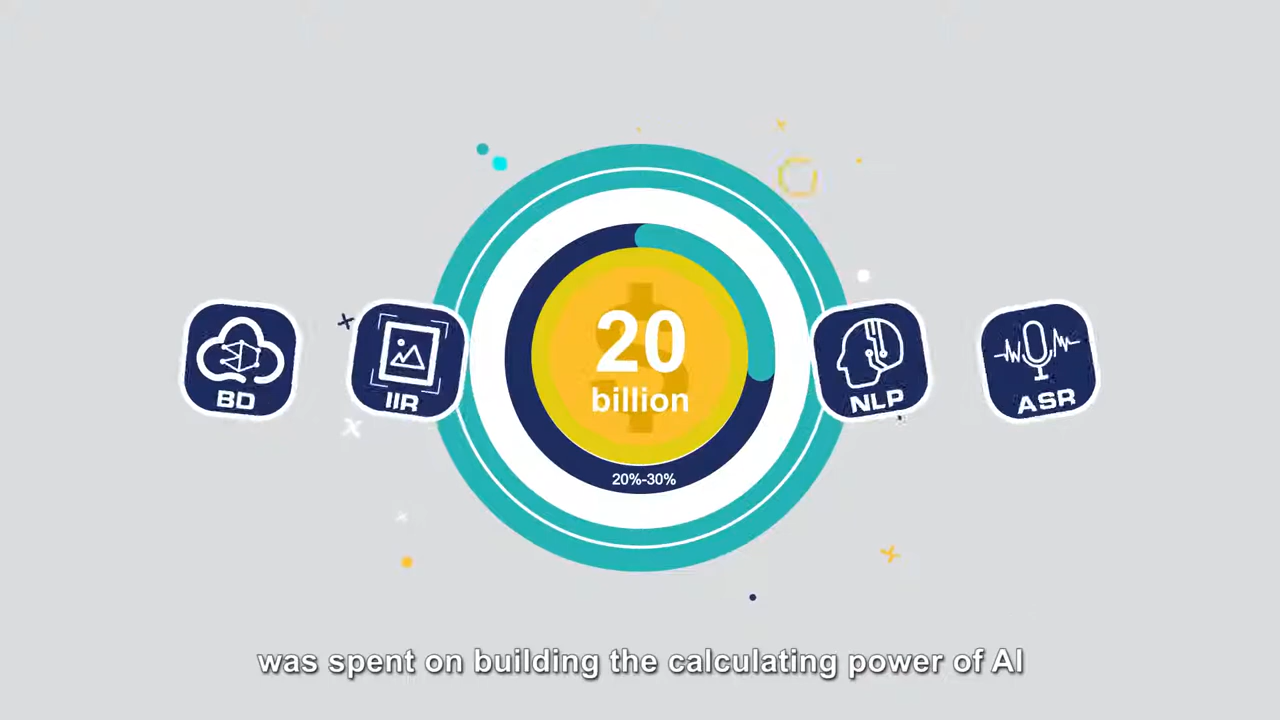 20
billion
20%-30%
BD
IIR
NLP
ASR
was spent on building the calculating power of AI